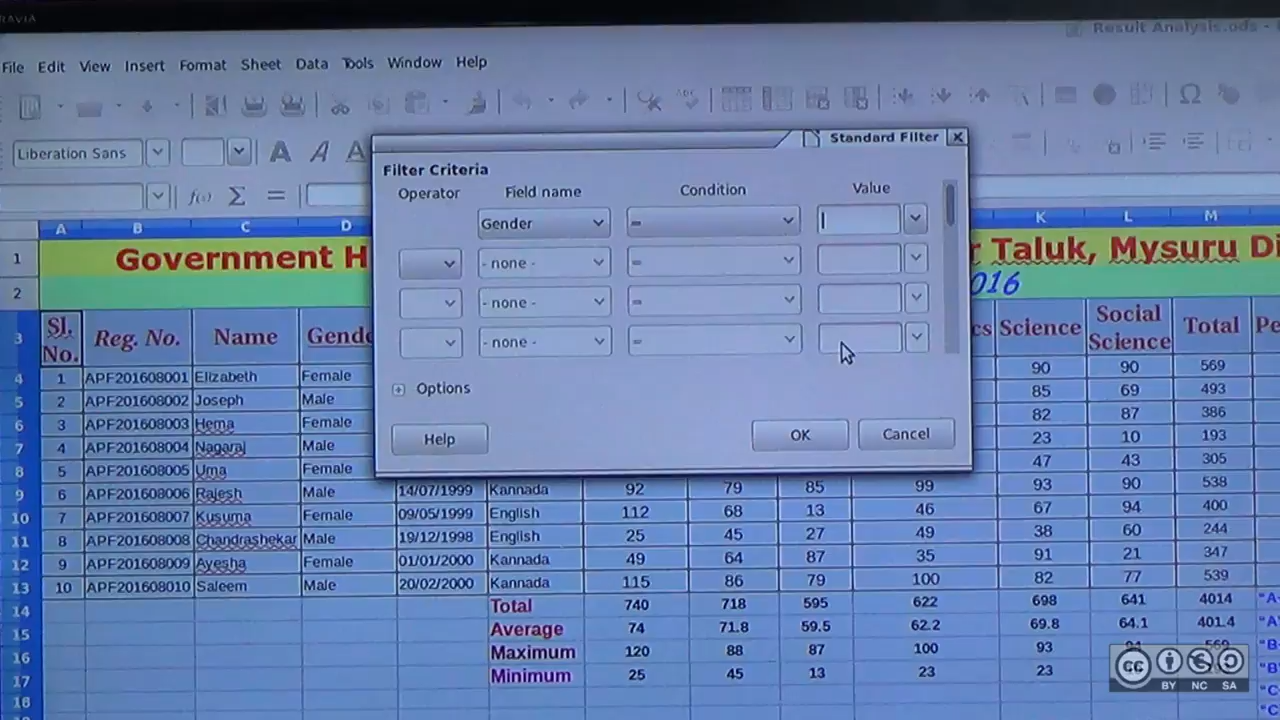 RAVIA
Result Analysis.ods -
File Edit View Insert Format Sheet Data Tools Window Help
Liberation Sans
Standard Filter
Filter Criteria
Operator Field name Condition Value
Gender =
- none - =
- none - =
- none - =
Options
Help OK Cancel
A B C D K L M
1 Government H r Taluk, Mysuru Di
2 016
3 Sl. No. Reg. No. Name Gende cs Science Social Science Total Pe
4 1 APF201608001 Elizabeth Female 90 90 569
5 2 APF201608002 Joseph Male 85 69 493
6 3 APF201608003 Hema Female 82 87 386
7 4 APF201608004 Nagaraj Male 23 10 193
8 5 APF201608005 Uma Female 47 43 305
9 6 APF201608006 Rajesh Male 14/07/1999 Kannada 92 79 85 99 93 90 538
10 7 APF201608007 Kusuma Female 09/05/1999 English 112 68 13 46 67 94 400
11 8 APF201608008 Chandrashekar Male 19/12/1998 English 25 45 27 49 38 60 244
12 9 APF201608009 Ayesha Female 01/01/2000 Kannada 49 64 87 35 91 21 347
13 10 APF201608010 Saleem Male 20/02/2000 Kannada 115 86 79 100 82 77 539
14 Total 740 718 595 622 698 641 4014 "A+
15 Average 74 71.8 59.5 62.2 69.8 64.1 401.4 "A"
16 Maximum 120 88 87 100 93 94 569
17 Minimum 25 45 13 23 23
18
cc BY NC SA